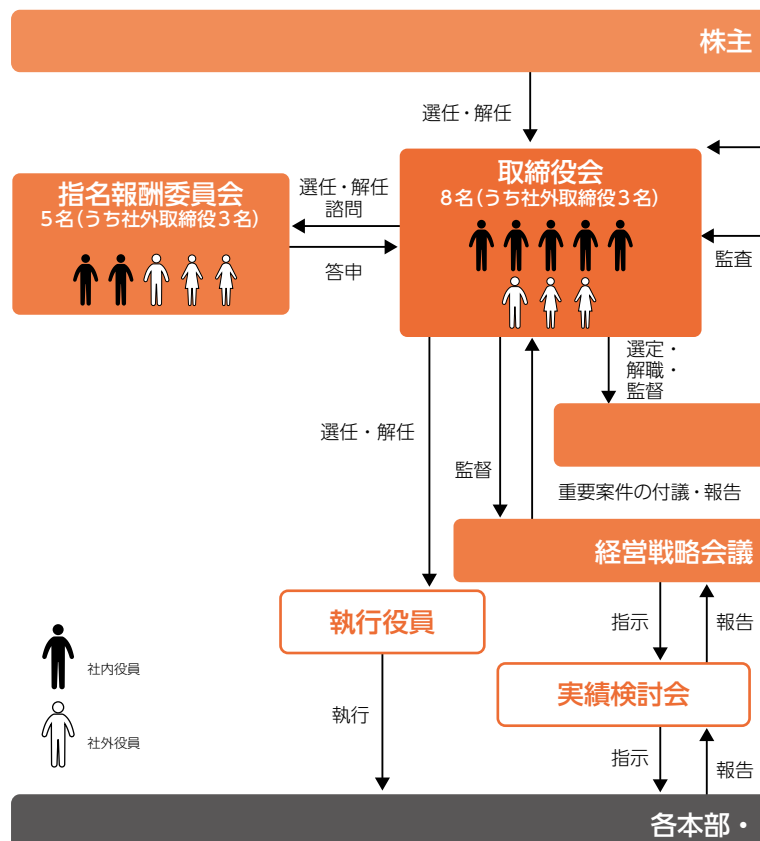 株主
選任・解任
取締役会
8名(うち社外取締役3名)
指名報酬委員会
5名(うち社外取締役3名)
選任・解任
諮問
答申
監査
選定・
解職・
監督
選任・解任
監督
重要案件の付議・報告
経営戦略会議
執行役員
指示
報告
社内役員
実績検討会
執行
社外役員
指示
報告
各本部・